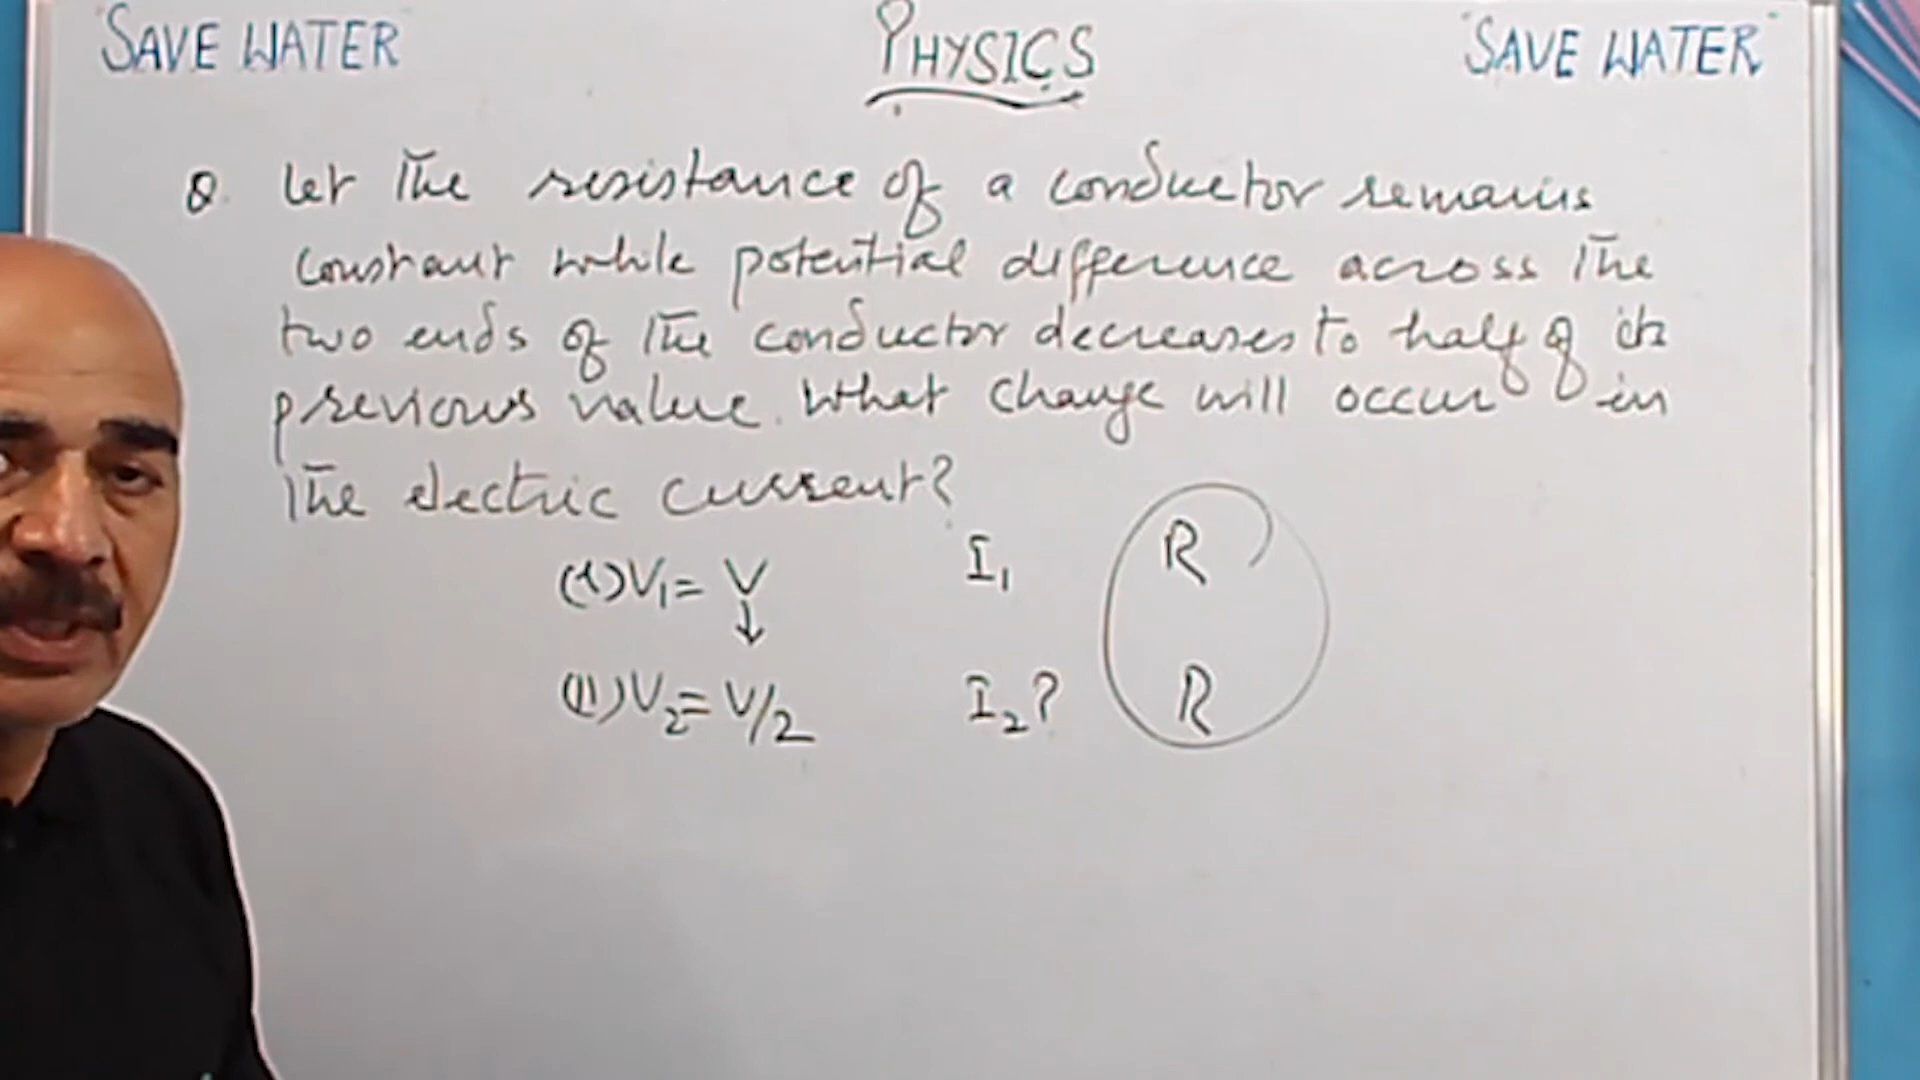 "SAVE WATER PHYSICS "SAVE WATER"
Q. Let the resistance of a conductor remains
constant while potential difference across the
two ends of the conductor decreases to half of its
previous value. What change will occur in
the electric current?
(I) V₁ = V I₁ R
↓
(II) V₂ = V/2 I₂? R